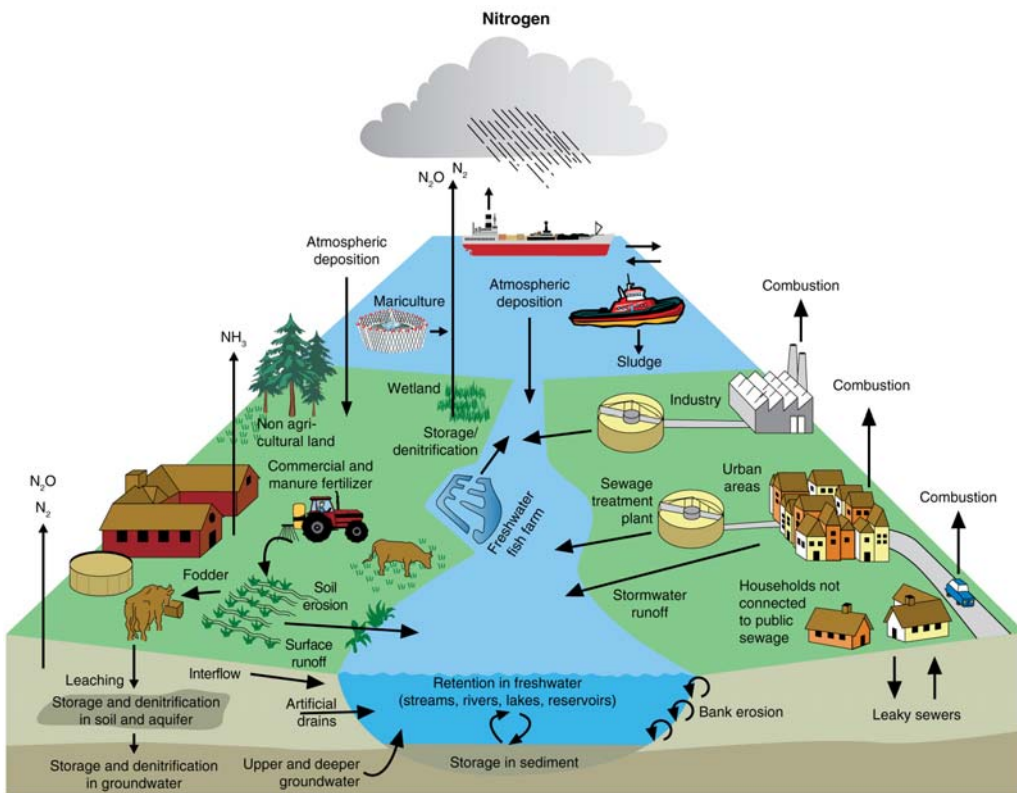 Nitrogen
N₂O
N₂
Atmospheric
deposition
Atmospheric
deposition
Mariculture
Combustion
NH₃
Sludge
Wetland
Combustion
Industry
Non agri-
cultural land
Storage/
denitrification
Commercial and
manure fertilizer
Urban
areas
N₂O
N₂
Sewage
treatment
plant
Combustion
Freshwater
fish farm
Fodder
Soil
erosion
Stormwater
runoff
Households not
connected
to public
sewage
Surface
runoff
Leaching
Interflow
Retention in freshwater
(streams, rivers, lakes, reservoirs)
Storage and denitrification
in soil and aquifer
Artificial
drains
Bank erosion
Leaky sewers
Storage and denitrification
in groundwater
Upper and deeper
groundwater
Storage in sediment